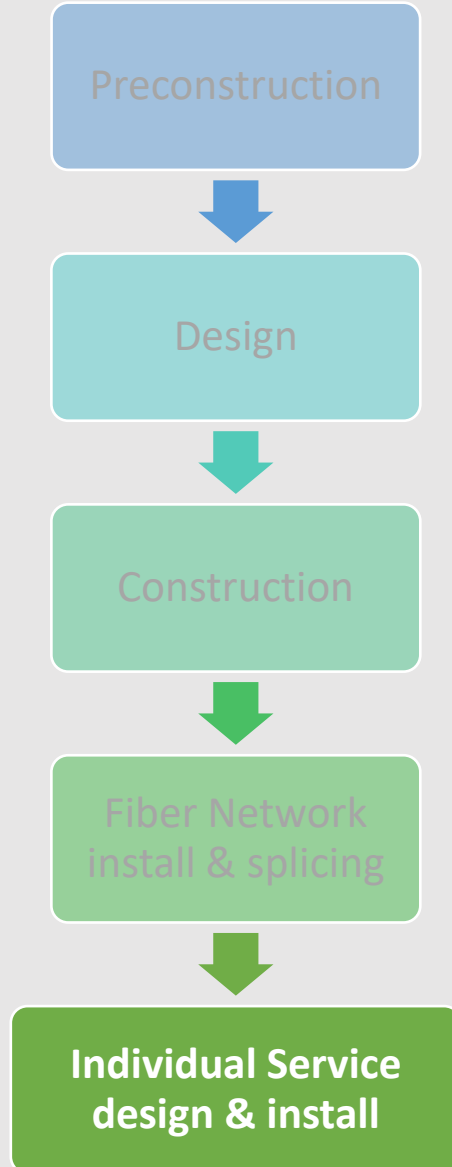 Preconstruction
Design
Construction
Fiber Network
install & splicing
Individual Service
design & install